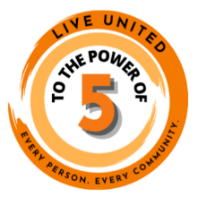 LIVE UNITED
TO THE POWER OF
5
EVERY PERSON. EVERY COMMUNITY.